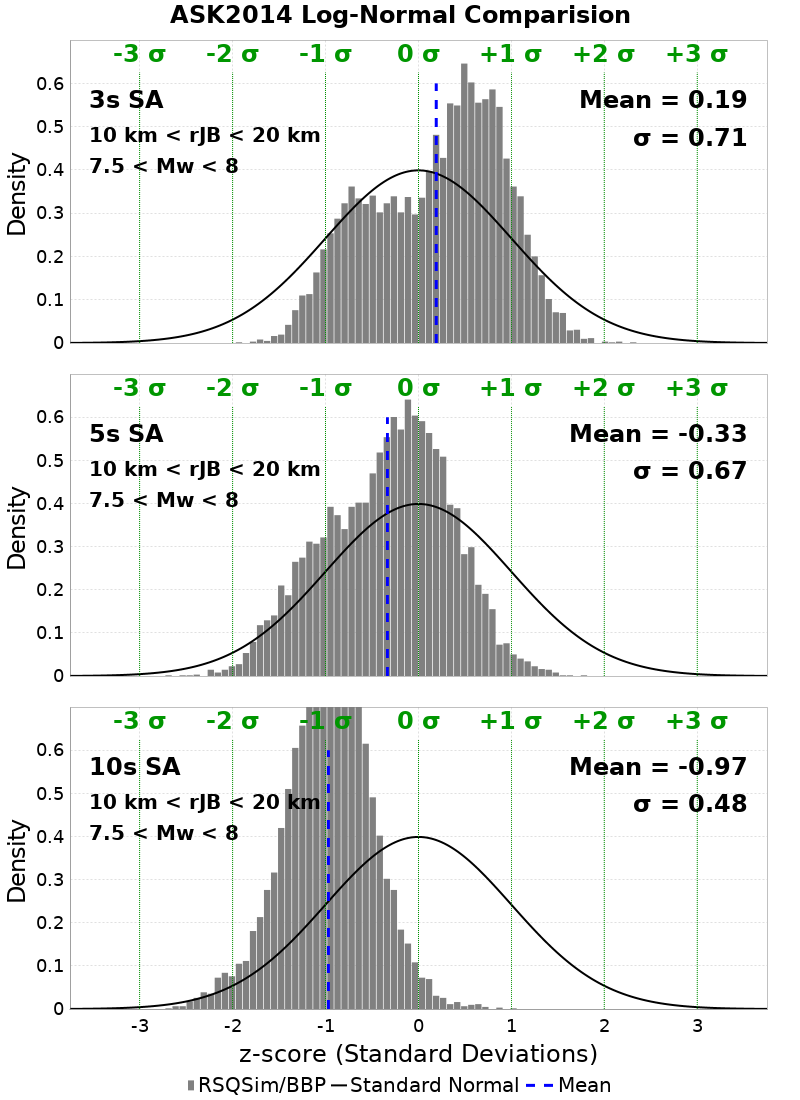 ASK2014 Log-Normal Comparision
-3 σ -2 σ -1 σ 0 σ +1 σ +2 σ +3 σ
3s SA
Mean = 0.19
10 km < rJB < 20 km
σ = 0.71
7.5 < Mw < 8
Density
0.6
0.5
0.4
0.3
0.2
0.1
0
-3 σ -2 σ -1 σ 0 σ +1 σ +2 σ +3 σ
5s SA
Mean = -0.33
10 km < rJB < 20 km
σ = 0.67
7.5 < Mw < 8
Density
0.6
0.5
0.4
0.3
0.2
0.1
0
-3 σ -2 σ -1 σ 0 σ +1 σ +2 σ +3 σ
10s SA
Mean = -0.97
10 km < rJB < 20 km
σ = 0.48
7.5 < Mw < 8
Density
0.6
0.5
0.4
0.3
0.2
0.1
0
-3 -2 -1 0 1 2 3
z-score (Standard Deviations)
RSQSim/BBP Standard Normal Mean